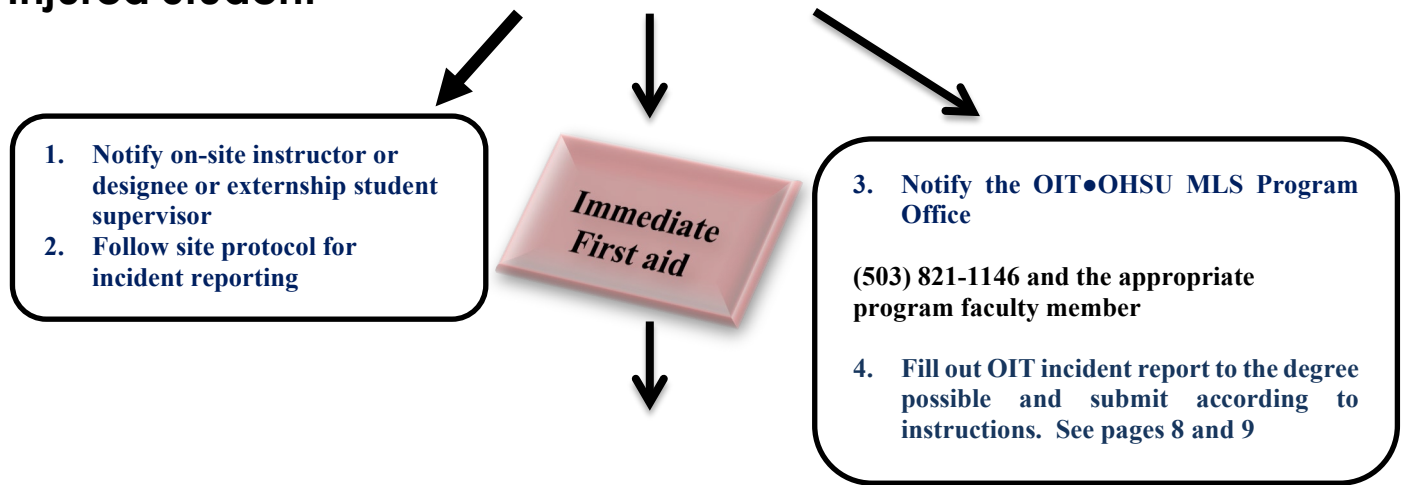 1. Notify on-site instructor or
designee or externship student
supervisor
2. Follow site protocol for
incident reporting
Immediate
First aid
3. Notify the OIT●OHSU MLS Program
Office
(503) 821-1146 and the appropriate
program faculty member
4. Fill out OIT incident report to the degree
possible and submit according to
instructions. See pages 8 and 9